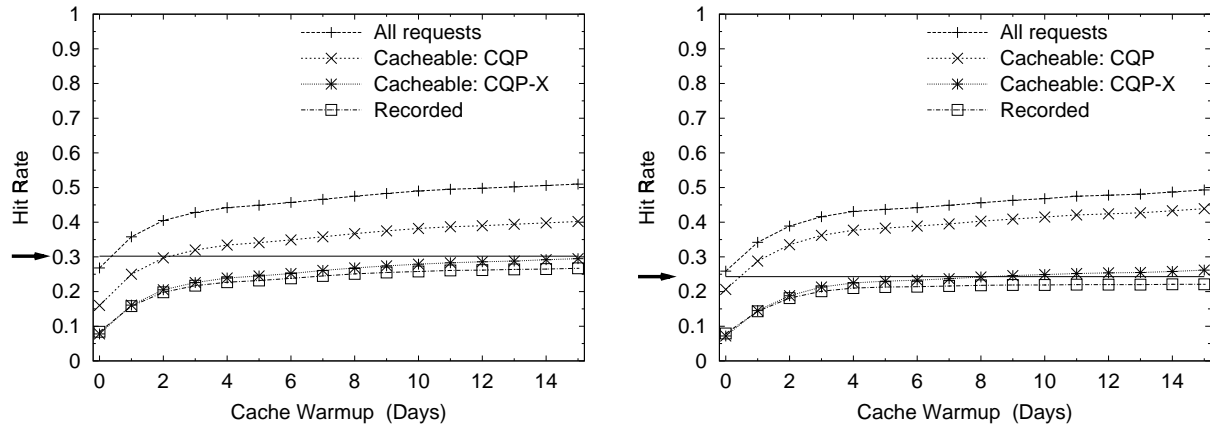 1
0.9
0.8
0.7
0.6
0.5
0.4
0.3
0.2
0.1
0
Hit Rate
All requests
Cacheable: CQP
Cacheable: CQP-X
Recorded
0 2 4 6 8 10 12 14
Cache Warmup (Days)
1
0.9
0.8
0.7
0.6
0.5
0.4
0.3
0.2
0.1
0
Hit Rate
All requests
Cacheable: CQP
Cacheable: CQP-X
Recorded
0 2 4 6 8 10 12 14
Cache Warmup (Days)